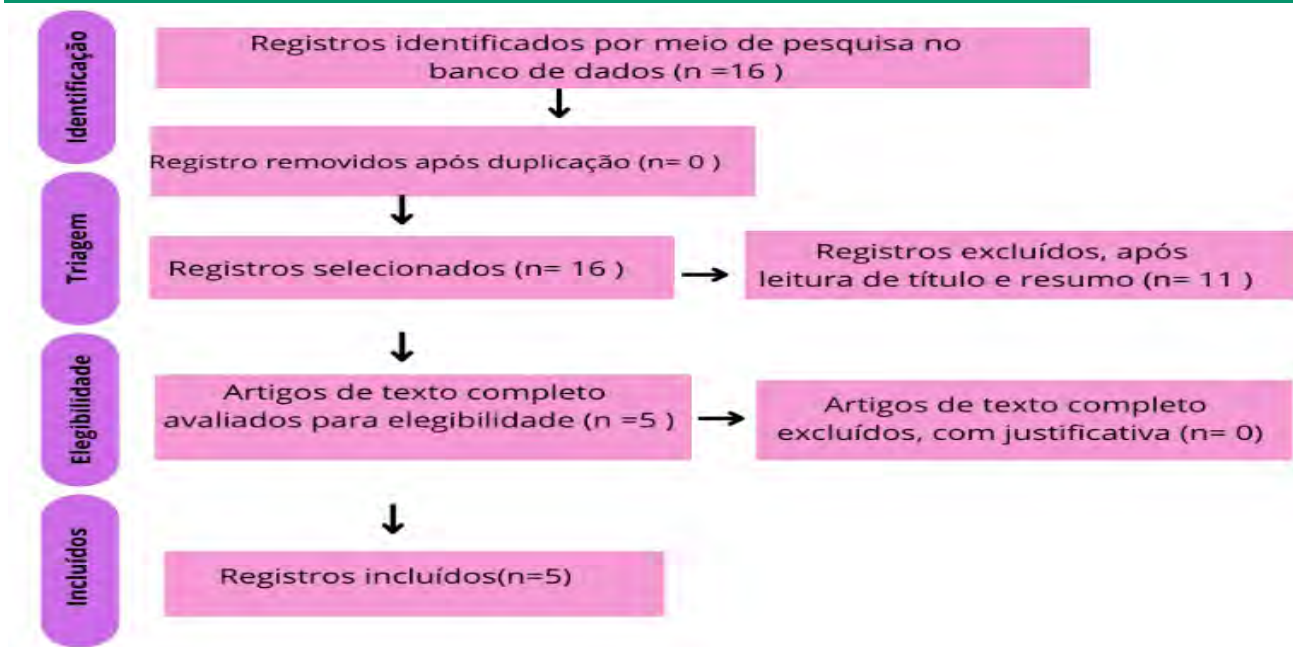 Identificação
Registros identificados por meio de pesquisa no
banco de dados (n =16 )
Registro removidos após duplicação (n= 0 )
Triagem
Registros selecionados (n= 16 )
Registros excluídos, após
leitura de título e resumo (n= 11 )
Elegibilidade
Artigos de texto completo
avaliados para elegibilidade (n =5 )
Artigos de texto completo
excluídos, com justificativa (n= 0)
Incluídos
Registros incluídos(n=5)